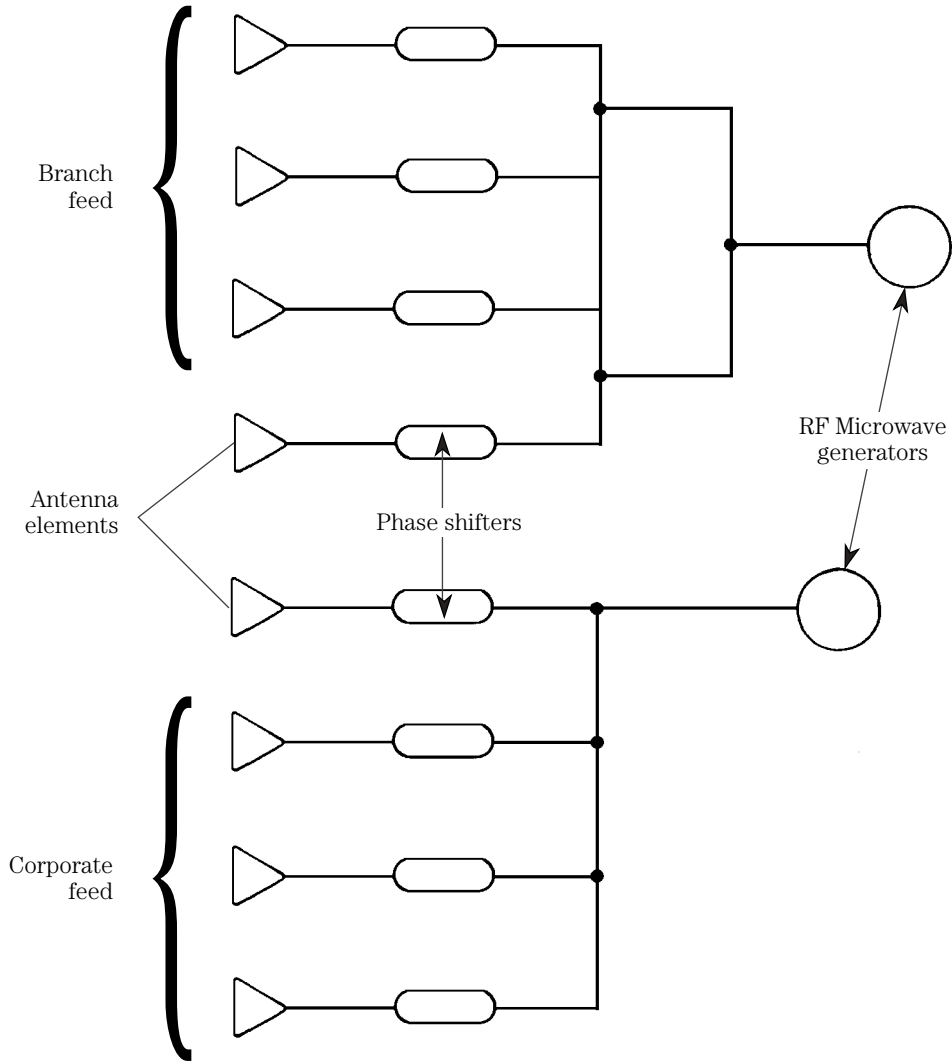 Branch
feed
RF Microwave
generators
Antenna
elements
Phase shifters
Corporate
feed